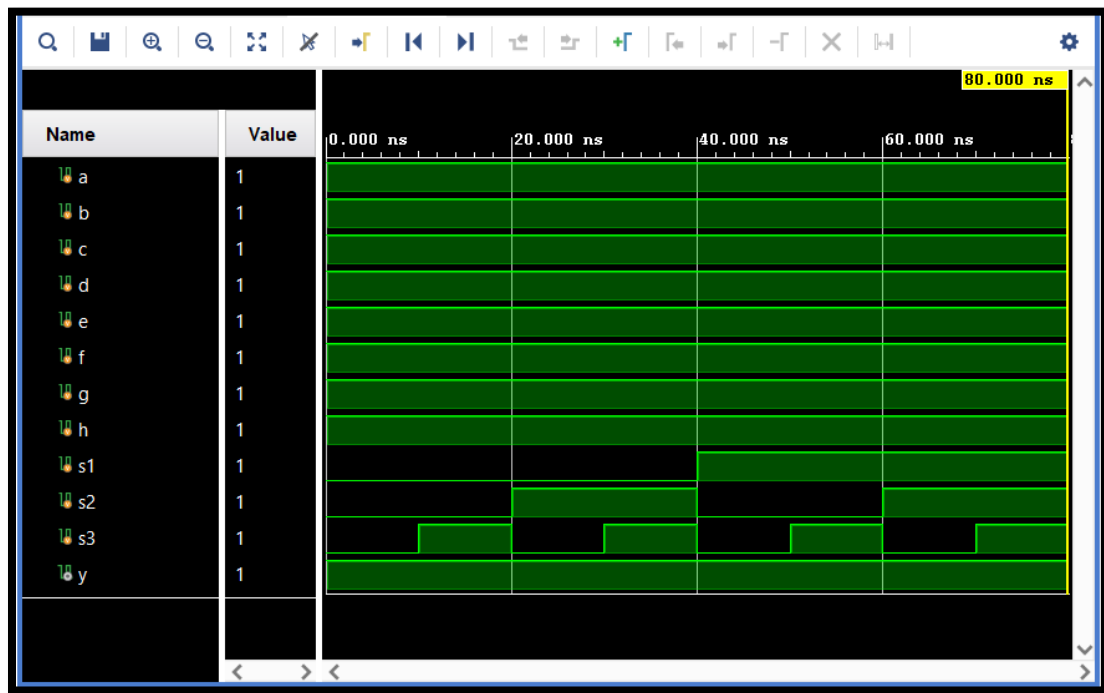 80.000 ns
Name Value 0.000 ns 20.000 ns 40.000 ns 60.000 ns
a 1
b 1
c 1
d 1
e 1
f 1
g 1
h 1
s1 1
s2 1
s3 1
y 1